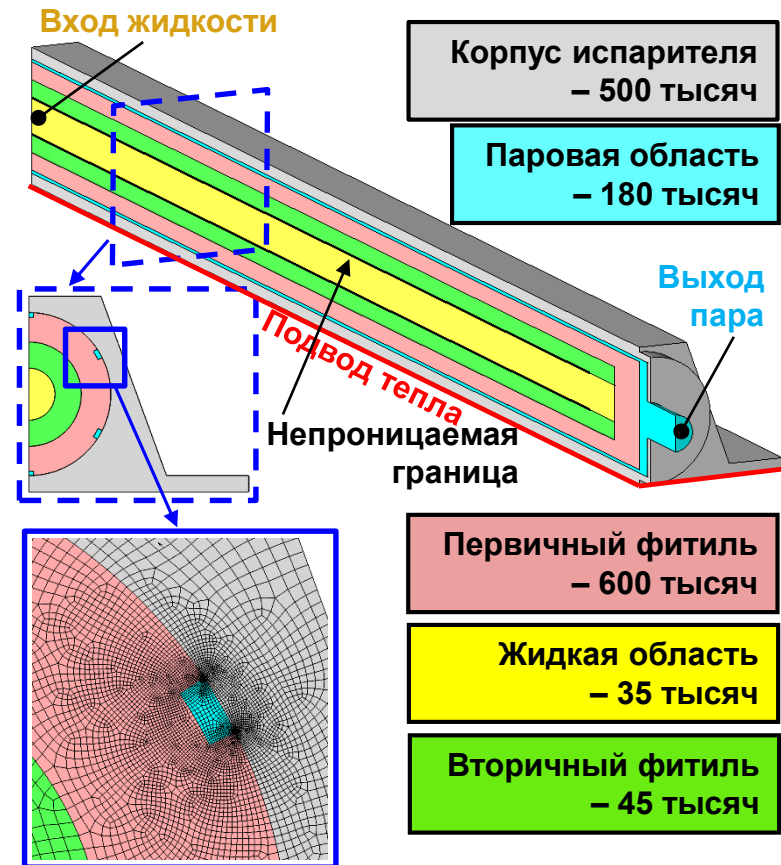 Вход жидкости
Корпус испарителя
– 500 тысяч
Паровая область
– 180 тысяч
Выход
пара
Подвод тепла
Непроницаемая
граница
Первичный фитиль
– 600 тысяч
Жидкая область
– 35 тысяч
Вторичный фитиль
– 45 тысяч